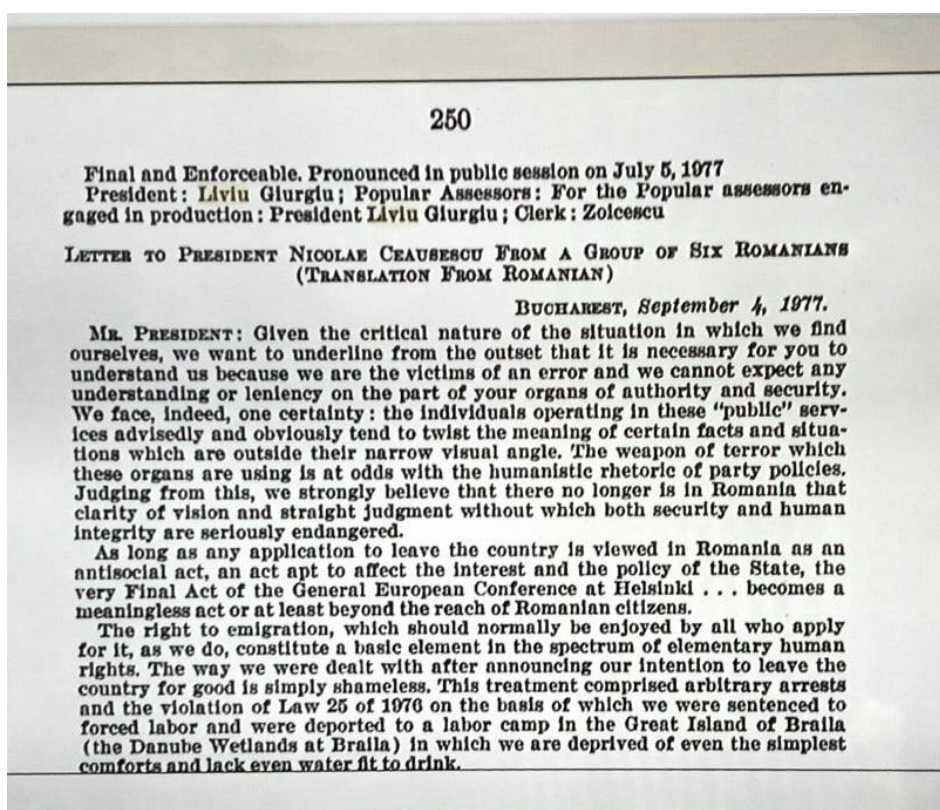 250
Final and Enforceable. Pronounced in public session on July 5, 1977
President: Liviu Giurgiu; Popular Assessors: For the Popular assessors en-
gaged in production: President Liviu Giurgiu; Clerk: Zolcescu
LETTER TO PRESIDENT NICOLAE CEAUSESCU FROM A GROUP OF SIX ROMANIANS
(TRANSLATION FROM ROMANIAN)
BUCHAREST, September 4, 1977.
MR. PRESIDENT: Given the critical nature of the situation in which we find
ourselves, we want to underline from the outset that it is necessary for you to
understand us because we are the victims of an error and we cannot expect any
understanding or leniency on the part of your organs of authority and security.
We face, indeed, one certainty: the individuals operating in these "public" serv-
ices advisedly and obviously tend to twist the meaning of certain facts and situa-
tions which are outside their narrow visual angle. The weapon of terror which
these organs are using is at odds with the humanistic rhetoric of party policies.
Judging from this, we strongly believe that there no longer is in Romania that
clarity of vision and straight judgment without which both security and human
integrity are seriously endangered.
As long as any application to leave the country is viewed in Romania as an
antisocial act, an act apt to affect the interest and the policy of the State, the
very Final Act of the General European Conference at Helsinki . . . becomes a
meaningless act or at least beyond the reach of Romanian citizens.
The right to emigration, which should normally be enjoyed by all who apply
for it, as we do, constitute a basic element in the spectrum of elementary human
rights. The way we were dealt with after announcing our intention to leave the
country for good is simply shameless. This treatment comprised arbitrary arrests
and the violation of Law 25 of 1976 on the basis of which we were sentenced to
forced labor and were deported to a labor camp in the Great Island of Braila
(the Danube Wetlands at Braila) in which we are deprived of even the simplest
comforts and lack even water fit to drink.